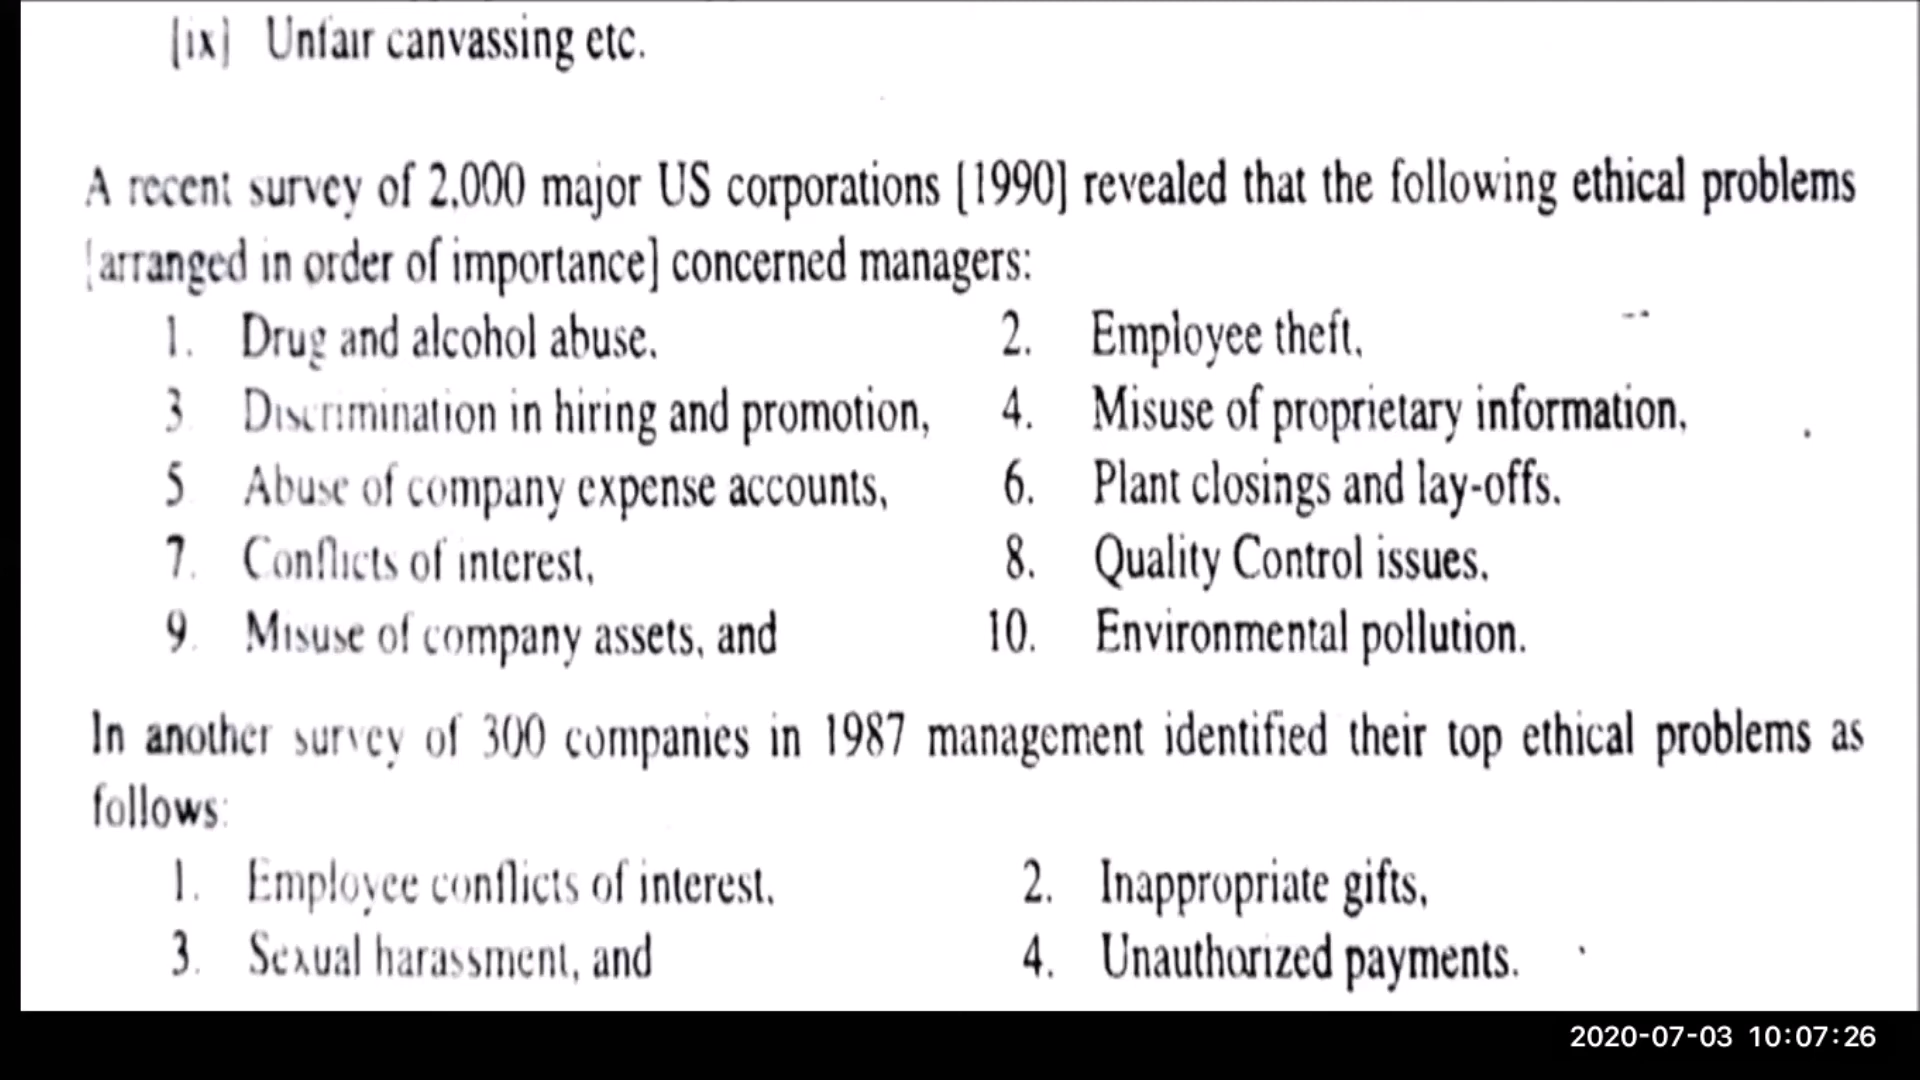 [ix] Unfair canvassing etc.
A recent survey of 2,000 major US corporations [1990] revealed that the following ethical problems
[arranged in order of importance] concerned managers:
1. Drug and alcohol abuse, 2. Employee theft,
3 Discrimination in hiring and promotion, 4. Misuse of proprietary information,
5 Abuse of company expense accounts, 6. Plant closings and lay-offs.
7. Conflicts of interest, 8. Quality Control issues.
9. Misuse of company assets, and 10. Environmental pollution.
In another survey of 300 companies in 1987 management identified their top ethical problems as
follows:
1. Employee conflicts of interest, 2. Inappropriate gifts,
3. Sexual harassment, and 4. Unauthorized payments.
2020-07-03 10:07:26